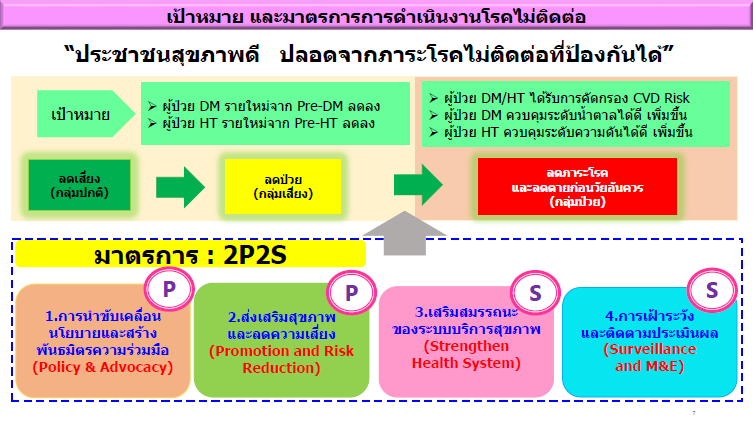 เป้าหมาย และมาตรการการดำเนินงานโรคไม่ติดต่อ
“ประชาชนสุขภาพดี ปลอดจากภาระโรคไม่ติดต่อที่ป้องกันได้”
เป้าหมาย
➢ ผู้ป่วย DM รายใหม่จาก Pre-DM ลดลง
➢ ผู้ป่วย HT รายใหม่จาก Pre-HT ลดลง
➢ ผู้ป่วย DM/HT ได้รับการคัดกรอง CVD Risk
➢ ผู้ป่วย DM ควบคุมระดับน้ำตาลได้ดี เพิ่มขึ้น
➢ ผู้ป่วย HT ควบคุมระดับความดันได้ดี เพิ่มขึ้น
ลดเสี่ยง
(กลุ่มปกติ)
ลดป่วย
(กลุ่มเสี่ยง)
ลดภาระโรค
และลดตายก่อนวัยอันควร
(กลุ่มป่วย)
มาตรการ : 2P2S
P
1.การนำขับเคลื่อน
นโยบายและสร้าง
พันธมิตรความร่วมมือ
(Policy & Advocacy)
P
2.ส่งเสริมสุขภาพ
และลดความเสี่ยง
(Promotion and Risk
Reduction)
S
3.เสริมสมรรถนะ
ของระบบบริการสุขภาพ
(Strengthen
Health System)
S
4.การเฝ้าระวัง
และติดตามประเมินผล
(Surveillance
and M&E)
7